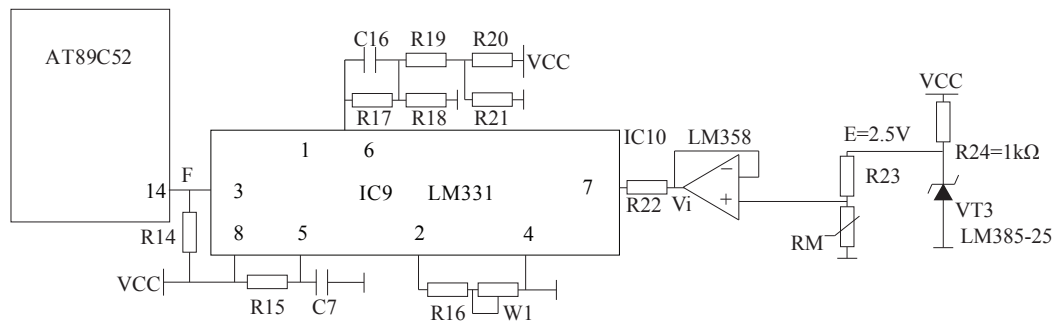 AT89C52
C16 R19 R20
VCC
R17 R18 R21
VCC
IC10 LM358 E=2.5V
1 6
R24=1kΩ
R23
14 F 3 IC9 LM331 7
−
+
R22 Vi
VT3
R14 8 5 2 4
RM LM385-25
VCC
R15 C7 R16 W1